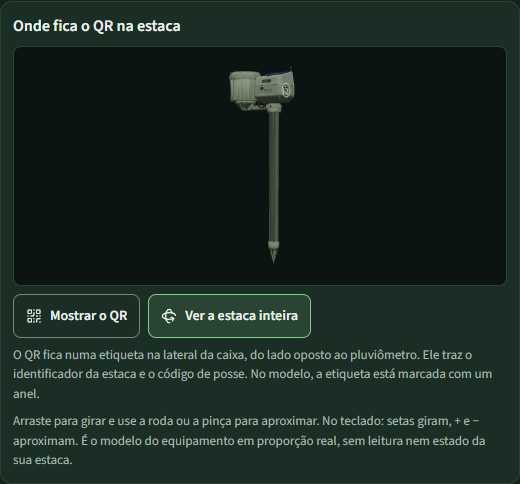 Onde fica o QR na estaca
Mostrar o QR
Ver a estaca inteira
O QR fica numa etiqueta na lateral da caixa, do lado oposto ao pluviômetro. Ele traz o
identificador da estaca e o código de posse. No modelo, a etiqueta está marcada com um
anel.
Arraste para girar e use a roda ou a pinça para aproximar. No teclado: setas giram, + e −
aproximam. É o modelo do equipamento em proporção real, sem leitura nem estado da
sua estaca.